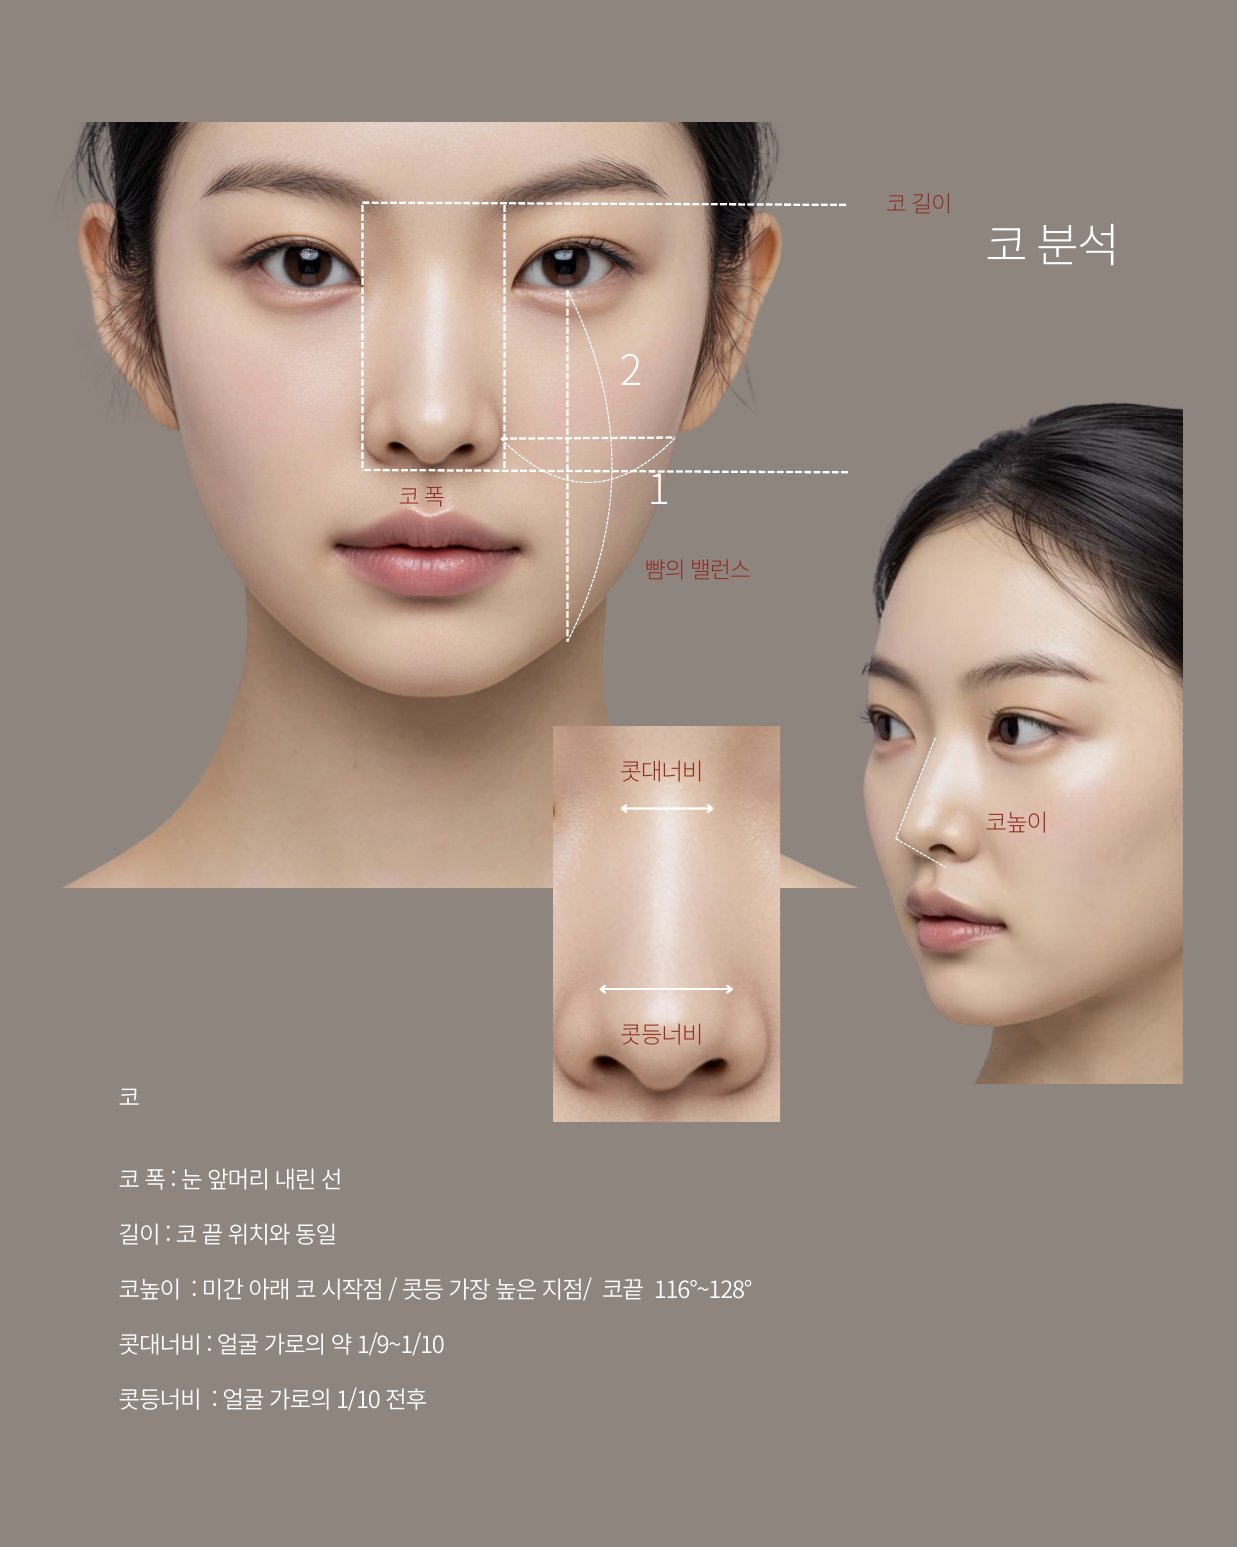 코 길이
코 분석
2
1
코 폭
뺨의 밸런스
콧대너비
코높이
콧등너비
코
코 폭 : 눈 앞머리 내린 선
길이 : 코 끝 위치와 동일
코높이 : 미간 아래 코 시작점 / 콧등 가장 높은 지점/ 코끝 116°~128°
콧대너비 : 얼굴 가로의 약 1/9~1/10
콧등너비 : 얼굴 가로의 1/10 전후